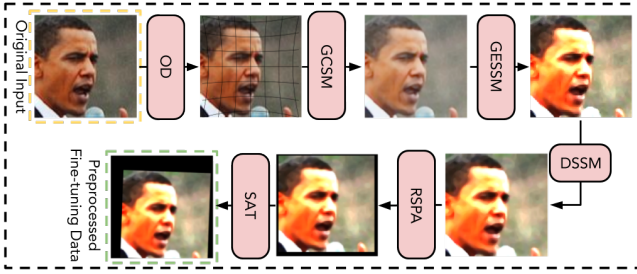 Original Input
OD
GCSM
GESSM
DSSM
RSPA
SAT
Preprocessed
Fine-tuning Data